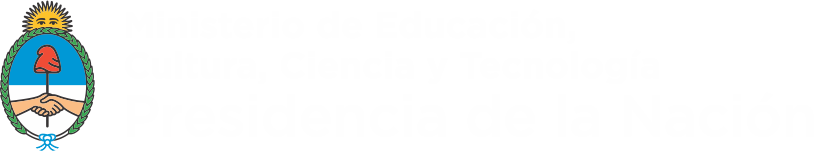 Ministerio de Educación,
Cultura, Ciencia y Tecnología
Presidencia de la Nación